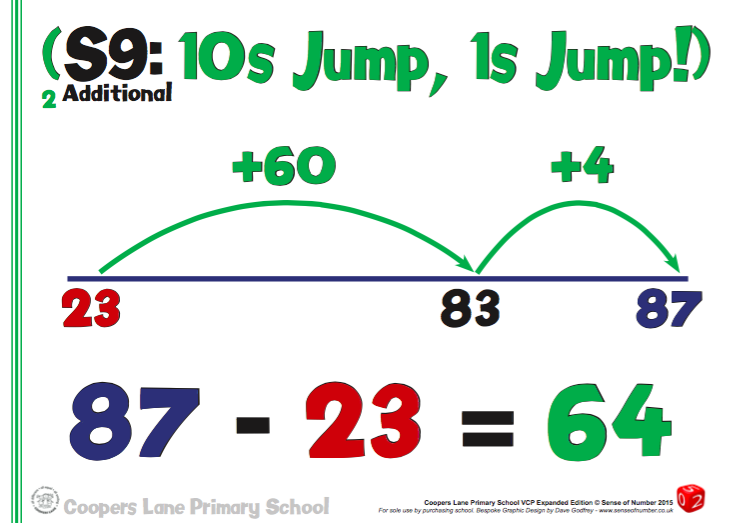 (S9: 10s Jump, 1s Jump!)
2 Additional
+60 +4
23 83 87
87 - 23 = 64
Coopers Lane Primary School
Coopers Lane Primary School VCP Expanded Edition © Sense of Number 2015
For sole use by purchasing school. Bespoke Graphic Design by Dave Godfrey - www.senseofnumber.co.uk
0 2